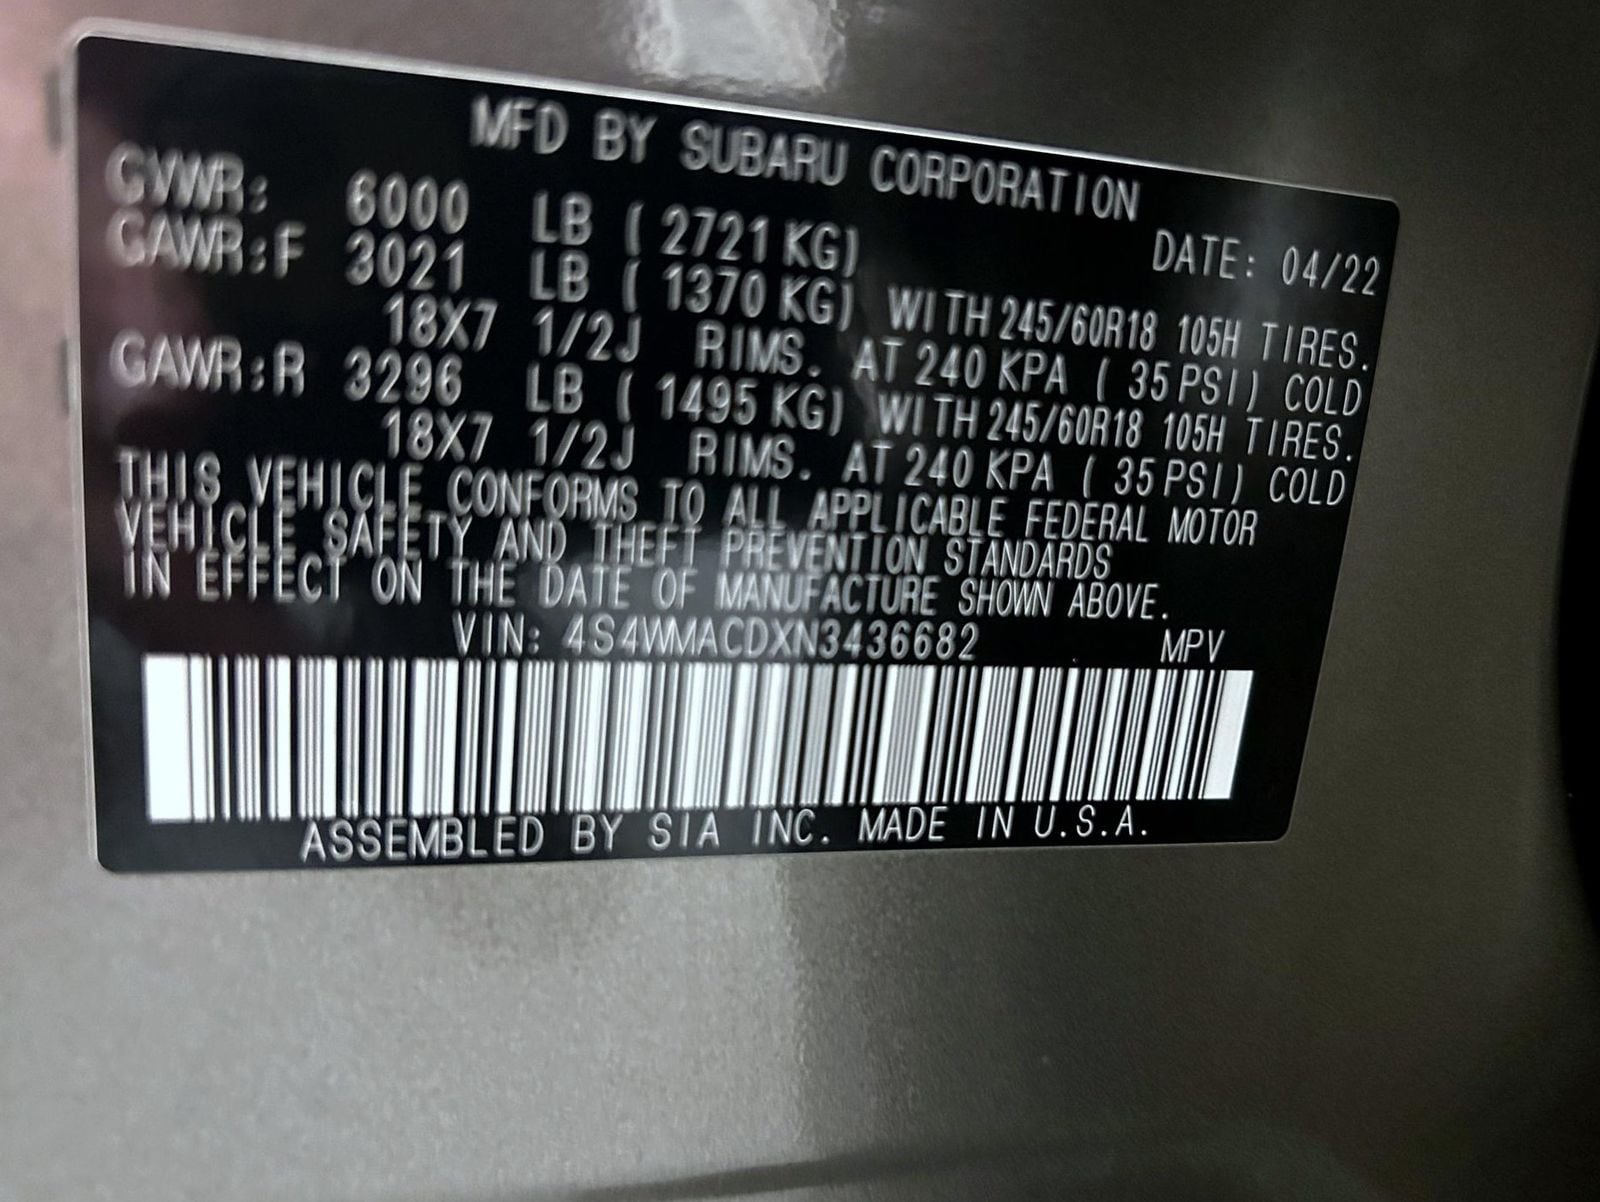 MFD BY SUBARU CORPORATION
GVWR: 6000 LB ( 2721 KG) DATE: 04/22
GAWR:F 3021 LB ( 1370 KG) WITH 245/60R18 105H TIRES.
18X7 1/2J RIMS. AT 240 KPA ( 35 PSI) COLD
GAWR:R 3296 LB ( 1495 KG) WITH 245/60R18 105H TIRES.
18X7 1/2J RIMS. AT 240 KPA ( 35 PSI) COLD
THIS VEHICLE CONFORMS TO ALL APPLICABLE FEDERAL MOTOR
VEHICLE SAFETY AND THEFT PREVENTION STANDARDS
IN EFFECT ON THE DATE OF MANUFACTURE SHOWN ABOVE.
VIN: 4S4WMACDXN3436682 MPV
ASSEMBLED BY SIA INC. MADE IN U.S.A.